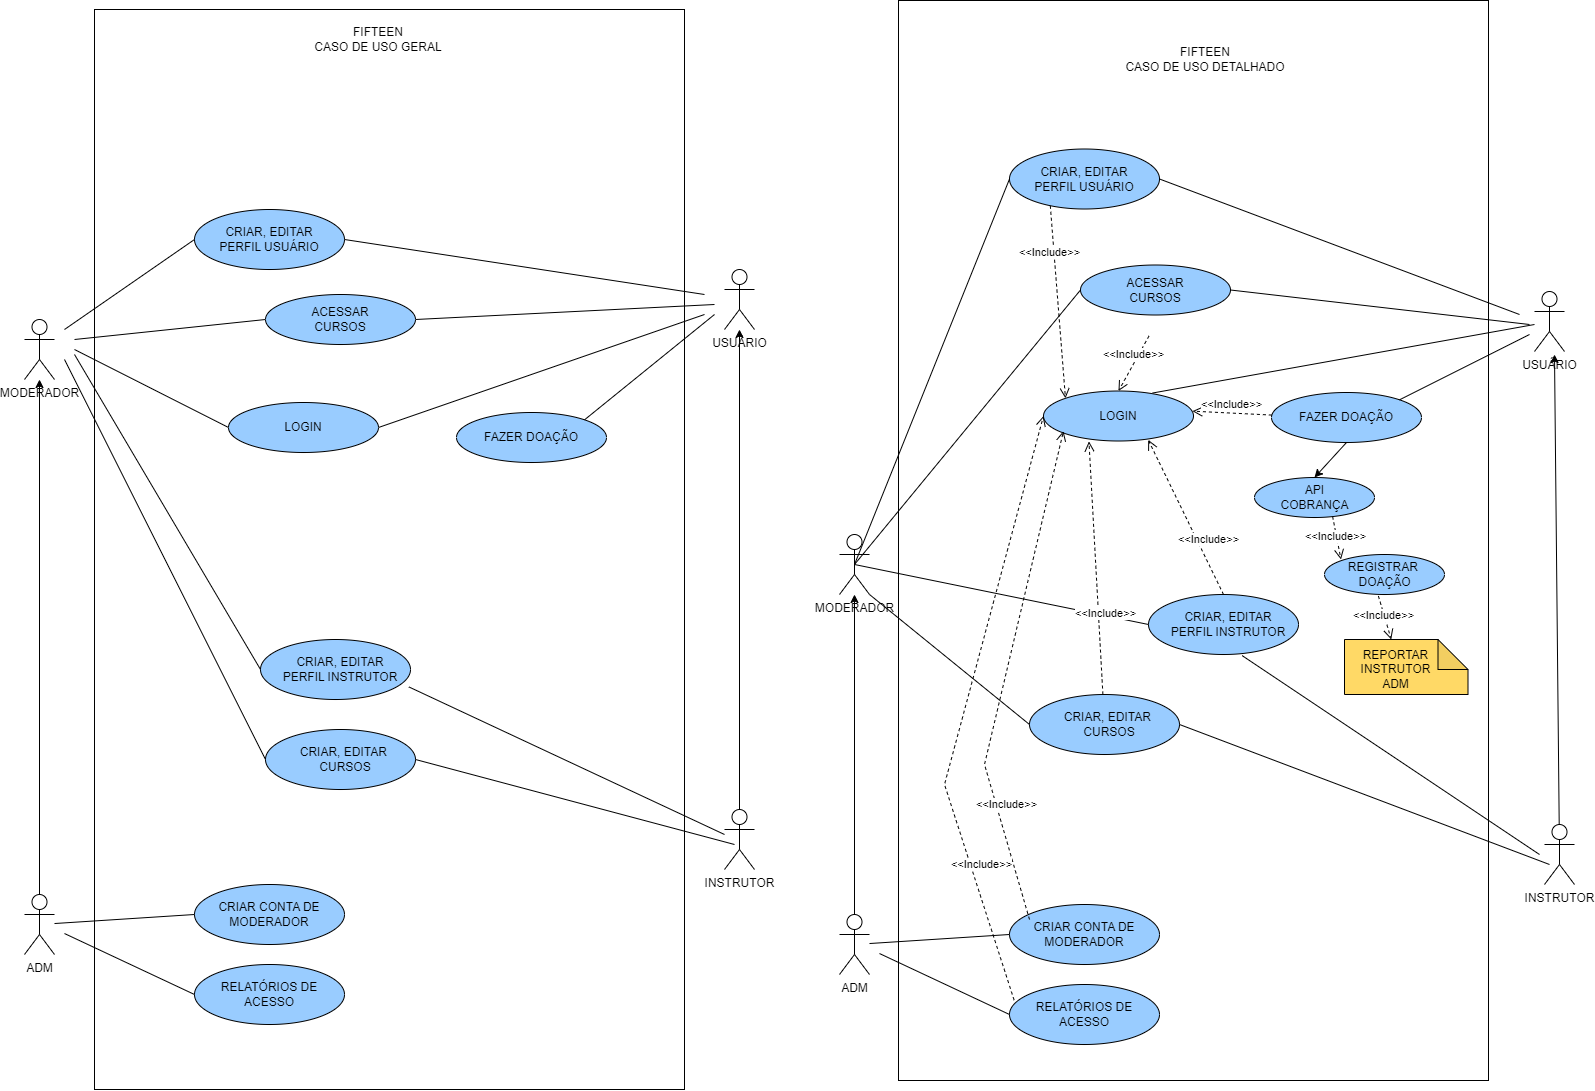 FIFTEEN
CASO DE USO GERAL
CRIAR, EDITAR
PERFIL USUÁRIO
ACESSAR
CURSOS
USUÁRIO
MODERADOR
LOGIN
FAZER DOAÇÃO
CRIAR, EDITAR
PERFIL INSTRUTOR
CRIAR, EDITAR
CURSOS
INSTRUTOR
CRIAR CONTA DE
MODERADOR
ADM
RELATÓRIOS DE
ACESSO
FIFTEEN
CASO DE USO DETALHADO
CRIAR, EDITAR
PERFIL USUÁRIO
<<Include>>
ACESSAR
CURSOS
<<Include>>
USUÁRIO
<<Include>>
LOGIN
FAZER DOAÇÃO
API
COBRANÇA
<<Include>>
<<Include>>
REGISTRAR
DOAÇÃO
MODERADOR
<<Include>>
CRIAR, EDITAR
PERFIL INSTRUTOR
<<Include>>
REPORTAR
INSTRUTOR
ADM
CRIAR, EDITAR
CURSOS
<<Include>>
<<Include>>
INSTRUTOR
CRIAR CONTA DE
MODERADOR
ADM
RELATÓRIOS DE
ACESSO